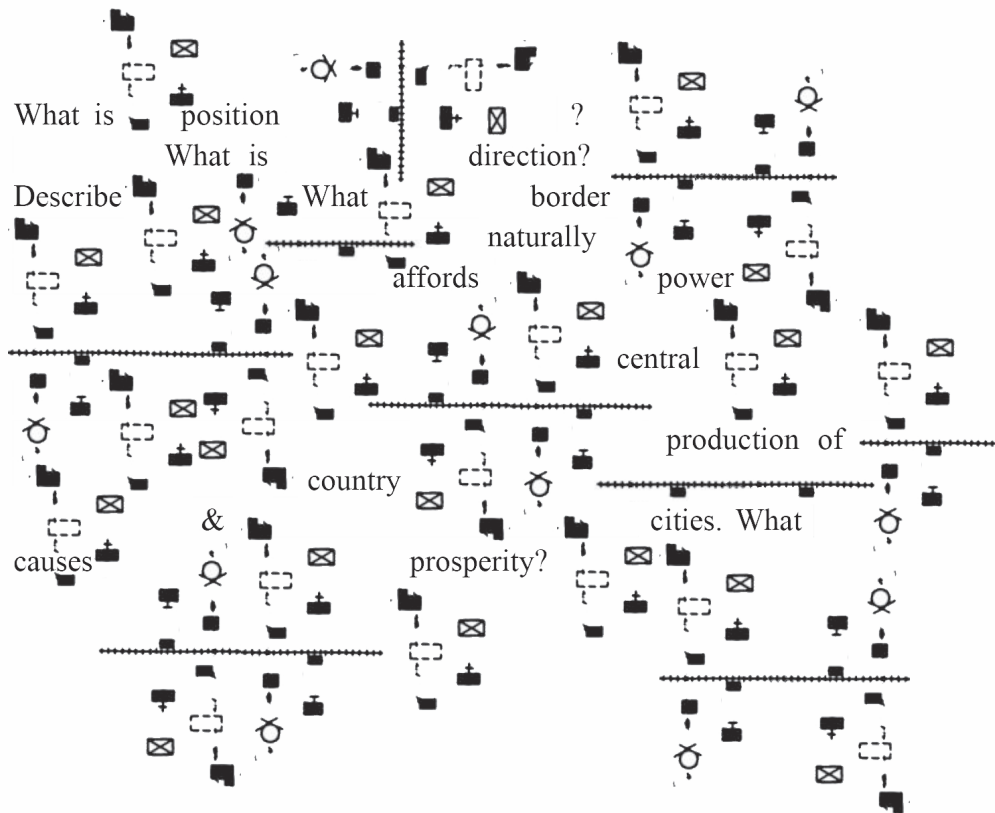 What is position ?
What is direction?
Describe What border
naturally
affords power
central
production of
country
& cities. What
causes prosperity?